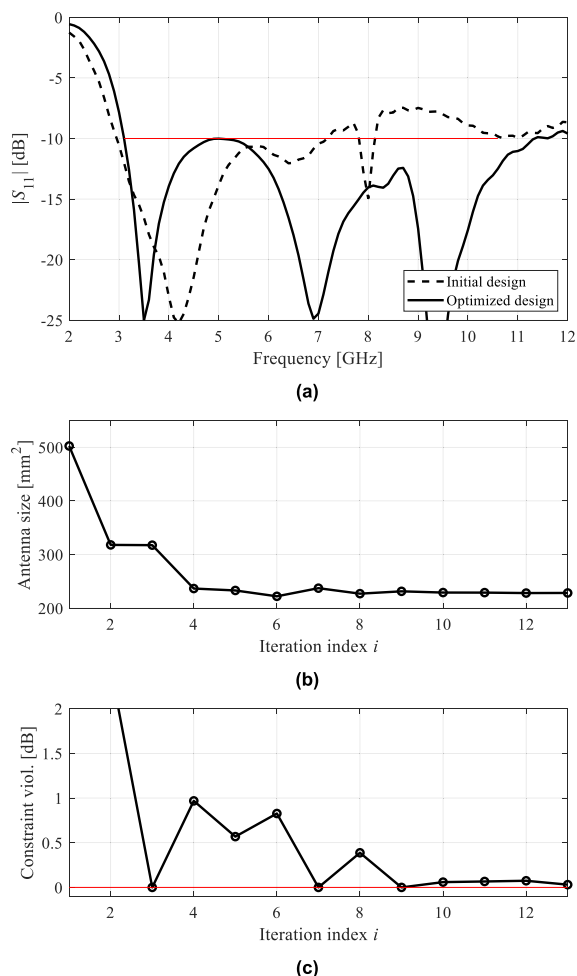 0
-5
-10
-15
-20
-25
|S11| [dB]
2 3 4 5 6 7 8 9 10 11 12
Frequency [GHz]
Initial design
Optimized design
(a)
500
400
300
200
Antenna size [mm2]
2 4 6 8 10 12
Iteration index i
(b)
2
1.5
1
0.5
0
Constraint viol. [dB]
2 4 6 8 10 12
Iteration index i
(c)